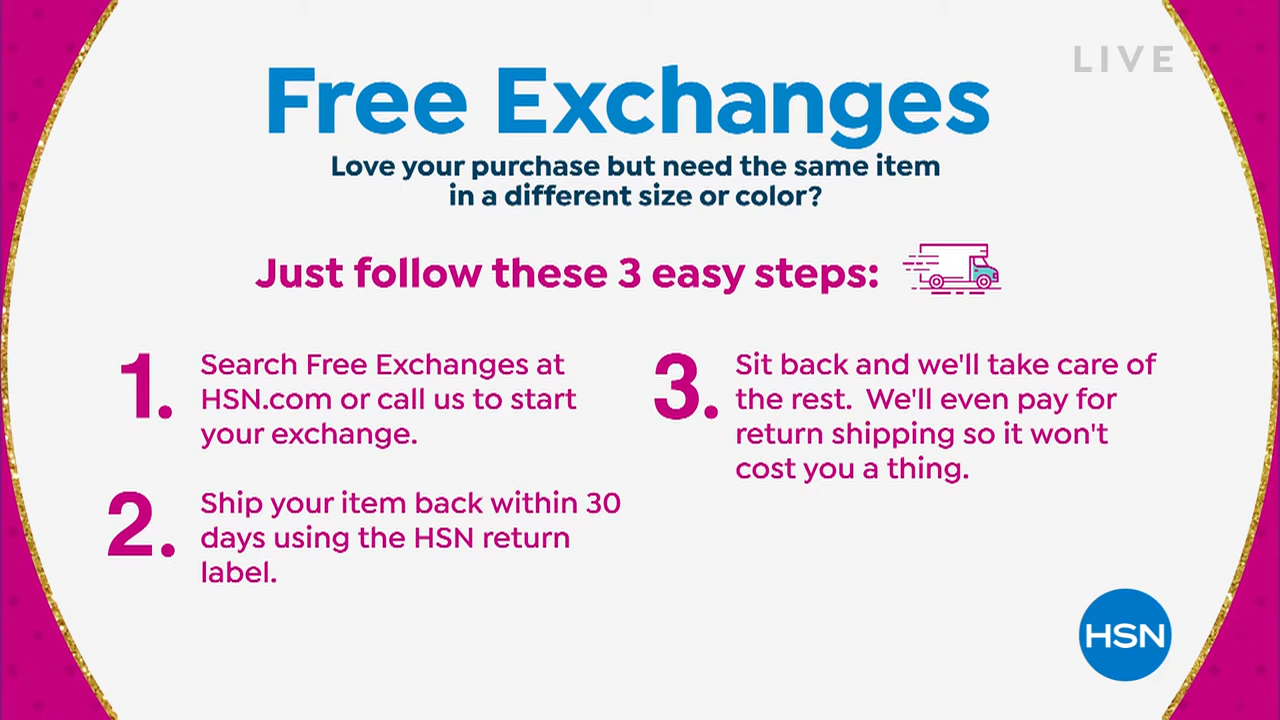 LIVE
Free Exchanges
Love your purchase but need the same item
in a different size or color?
Just follow these 3 easy steps:
1. Search Free Exchanges at
HSN.com or call us to start
your exchange.
2. Ship your item back within 30
days using the HSN return
label.
3. Sit back and we'll take care of
the rest.  We'll even pay for
return shipping so it won't
cost you a thing.
HSN